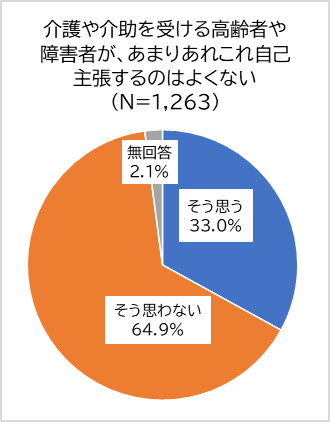 介護や介助を受ける高齢者や
障害者が、あまりあれこれ自己
主張するのはよくない
（N=1,263）
無回答
2.1%
そう思う
33.0%
そう思わない
64.9%